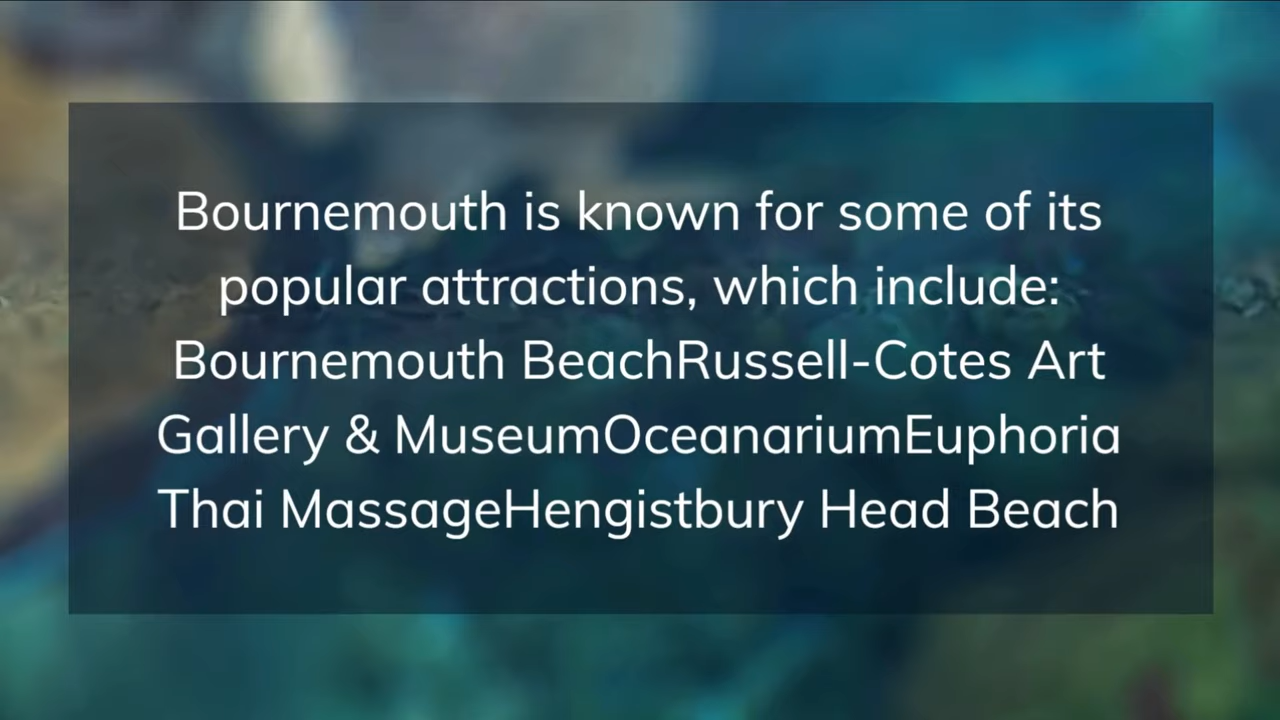 Bournemouth is known for some of its
popular attractions, which include:
Bournemouth BeachRussell-Cotes Art
Gallery & MuseumOceanariumEuphoria
Thai MassageHengistbury Head Beach